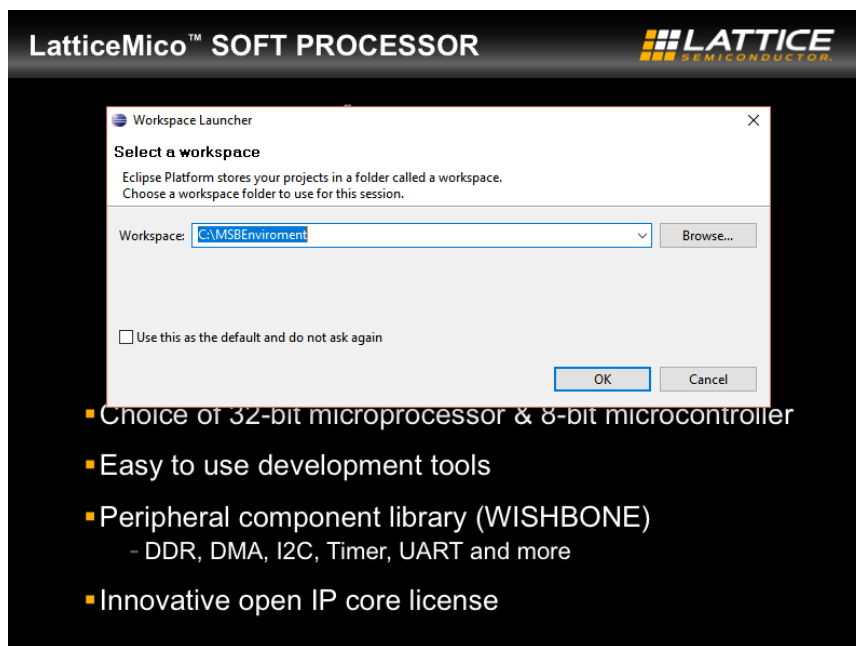 LatticeMico™ SOFT PROCESSOR
LATTICE
SEMICONDUCTOR.
Workspace Launcher
Select a workspace
Eclipse Platform stores your projects in a folder called a workspace.
Choose a workspace folder to use for this session.
Workspace: C:\MSBEnviroment Browse...
Use this as the default and do not ask again
OK Cancel
Choice of 32-bit microprocessor & 8-bit microcontroller
Easy to use development tools
Peripheral component library (WISHBONE)
- DDR, DMA, I2C, Timer, UART and more
Innovative open IP core license